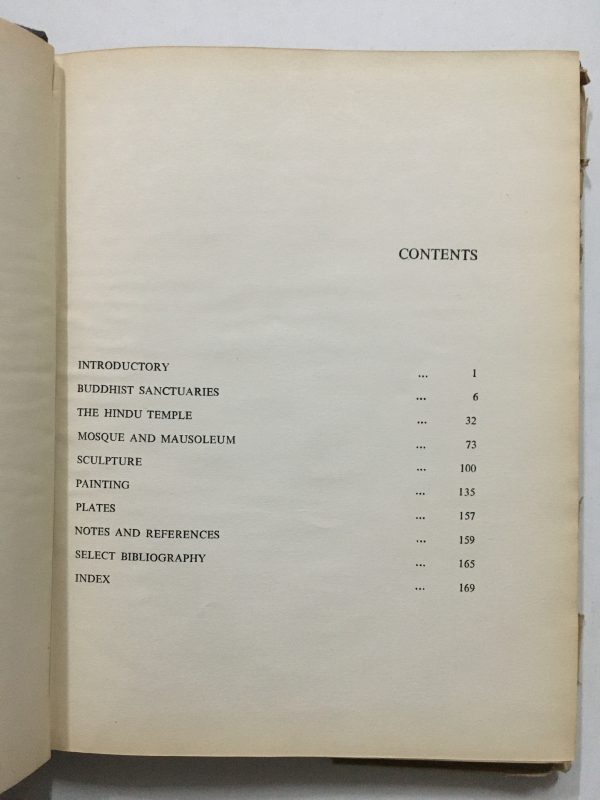 CONTENTS
INTRODUCTORY ... 1
BUDDHIST SANCTUARIES ... 6
THE HINDU TEMPLE ... 32
MOSQUE AND MAUSOLEUM ... 73
SCULPTURE ... 100
PAINTING ... 135
PLATES ... 157
NOTES AND REFERENCES ... 159
SELECT BIBLIOGRAPHY ... 165
INDEX ... 169